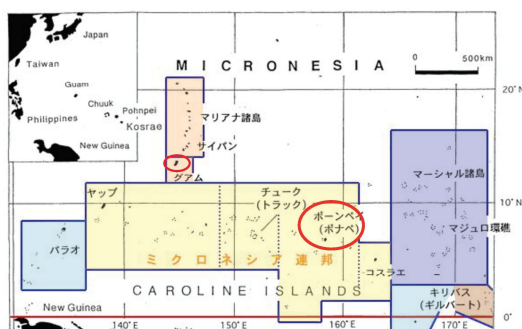 Japan
Taiwan
Guam
Philippines
Chuuk
Pohnpei
Kosrae
New Guinea
MICRONESIA
0 500km
20°N
マリアナ諸島
サイパン
グアム
ヤップ
チューク
(トラック)
ポーンペイ
(ポナペ)
マーシャル諸島
10°N
マジュロ環礁
パラオ
ミクロネシア連邦
コスラエ
CAROLINE ISLANDS
キリバス
(ギルバート)
New Guinea
0°
140°E
150°E
160°E
170°E